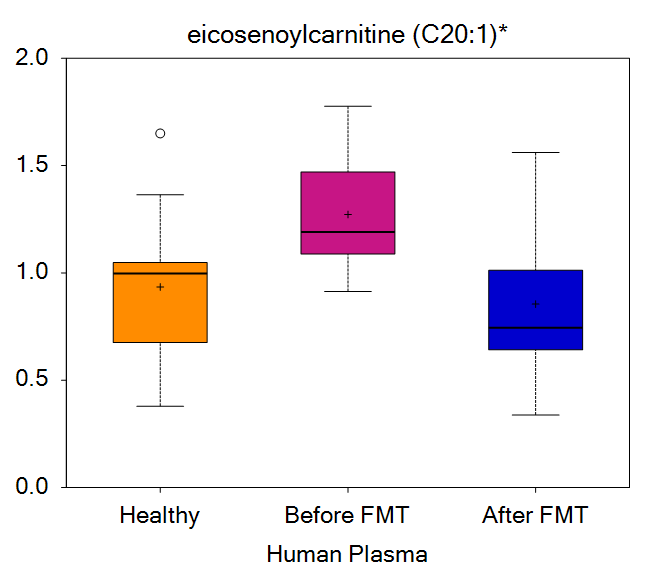 eicosenoylcarnitine (C20:1)*
2.0
1.5
1.0
0.5
0.0
Healthy Before FMT After FMT
Human Plasma